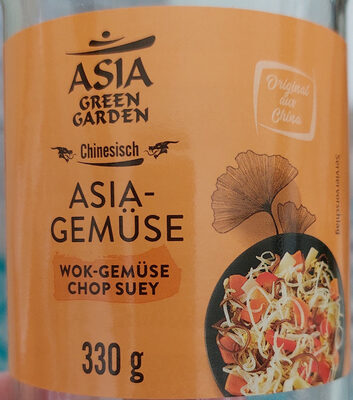 ASIA
GREEN
GARDEN
Chinesisch
Original
aus
China
ASIA-
GEMÜSE
WOK-GEMÜSE
CHOP SUEY
330 g
Serviervorschlag